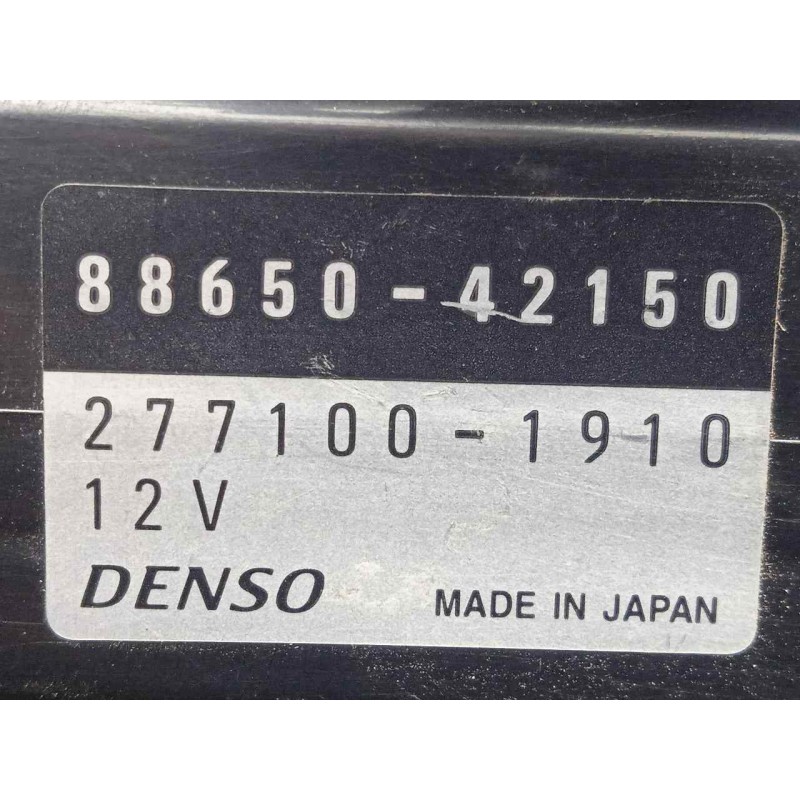 88650-42150
277100-1910
12V
DENSO MADE IN JAPAN